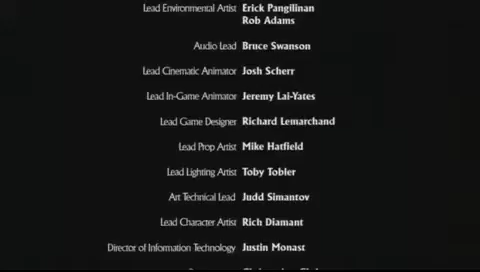 Lead Environmental Artist Erick Pangilinan
Rob Adams
Audio Lead Bruce Swanson
Lead Cinematic Animator Josh Scherr
Lead In-Game Animator Jeremy Lai-Yates
Lead Game Designer Richard Lemarchand
Lead Prop Artist Mike Hatfield
Lead Lighting Artist Toby Tobler
Art Technical Lead Judd Simantov
Lead Character Artist Rich Diamant
Director of Information Technology Justin Monast